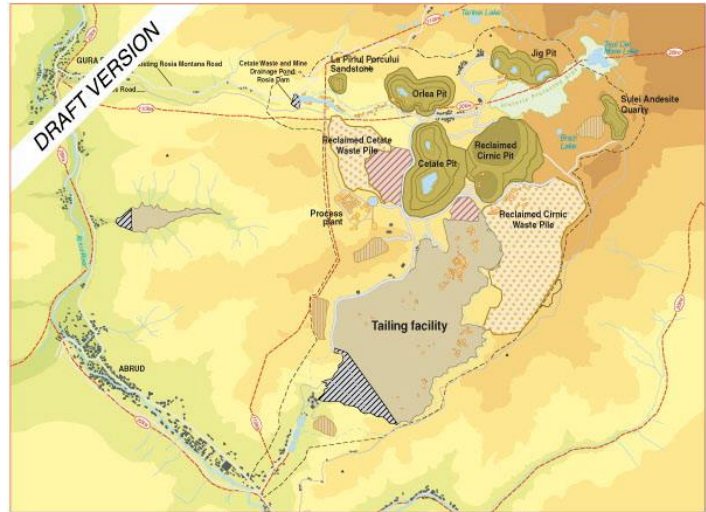 DRAFT VERSION
Tarina Lake
GURA
Existing Rosia Montana Road
Road
Cetate Waste and Mine
Drainage Pond
Rosia Dam
La Pirlul Porcului
Sandstone
Orlea Pit
Jig Pit
Sulei Andesite
Quarry
Brazi
Lake
Reclaimed Cetate
Waste Pile
Cetate Pit
Reclaimed
Cirnic Pit
Process
plant
Reclaimed Cirnic
Waste Pile
Tailing facility
ABRUD